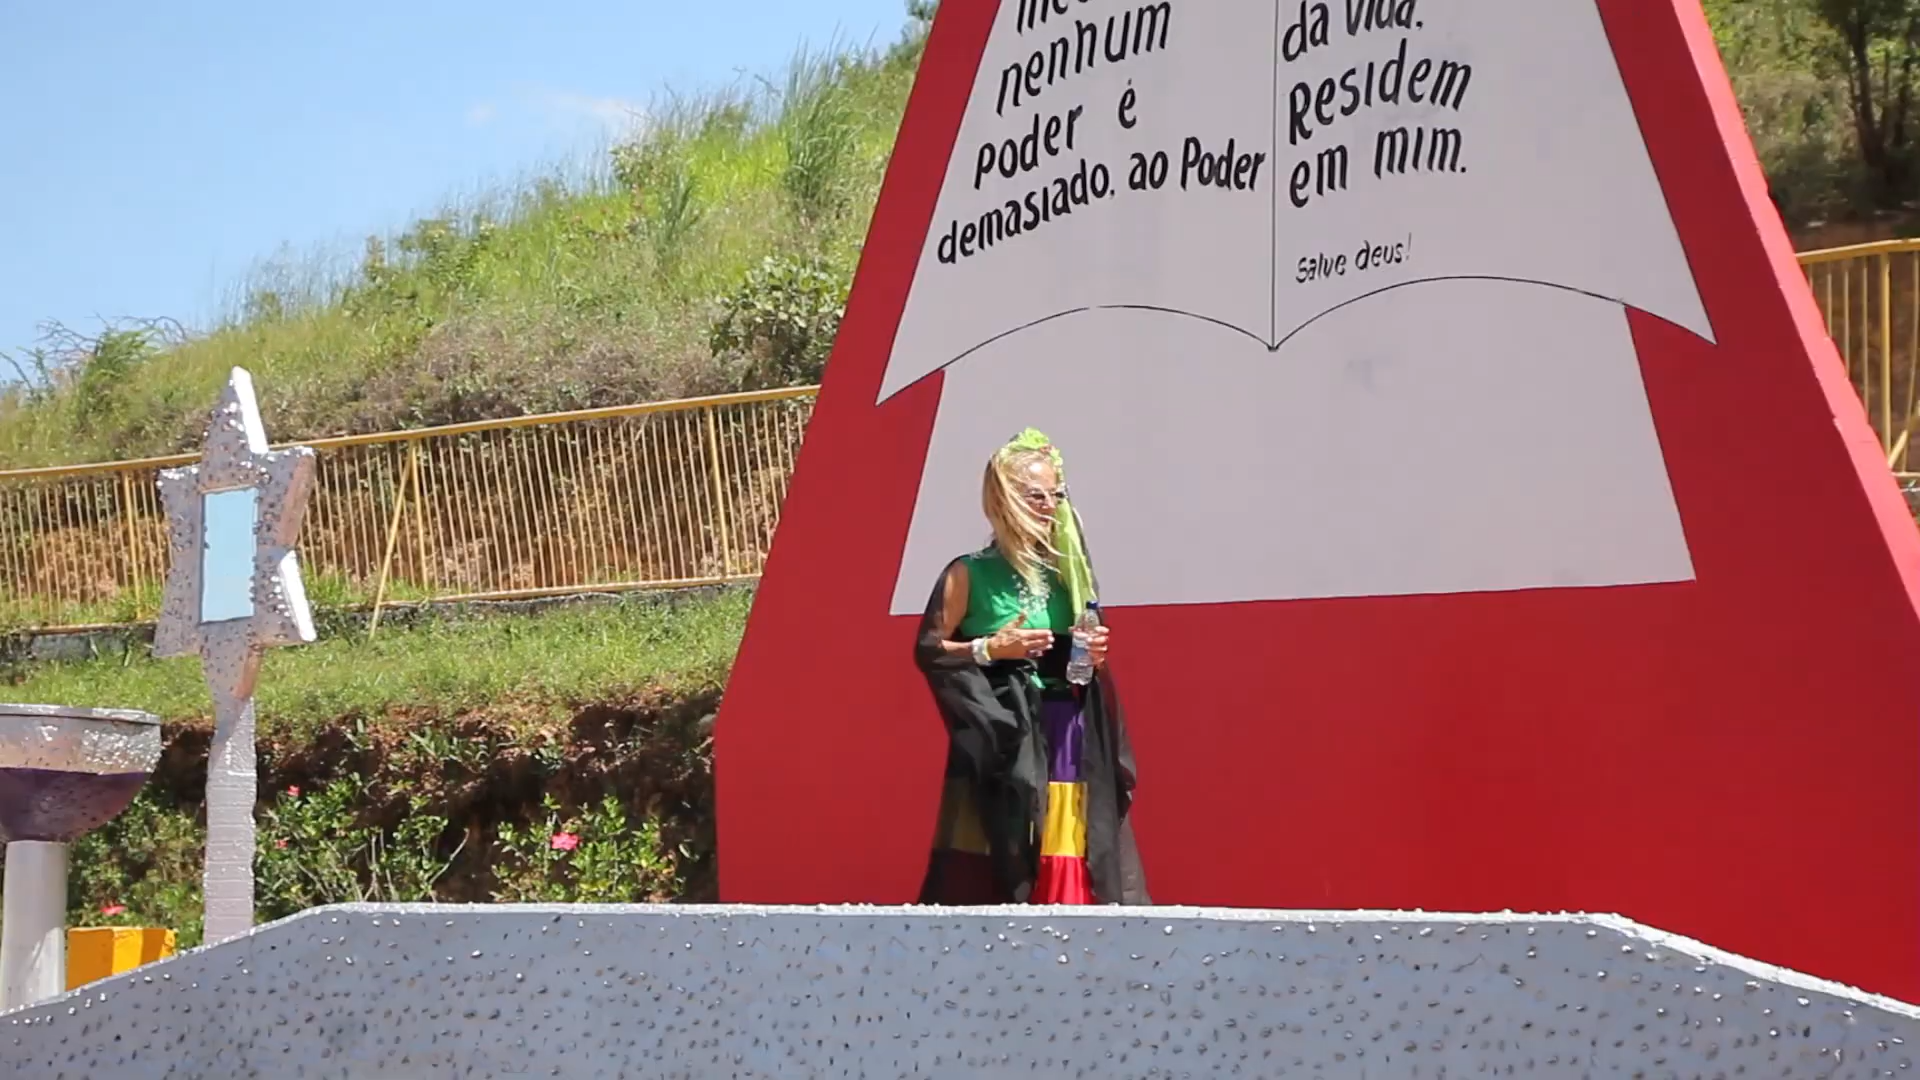 nenhum
poder é
demasiado, ao Poder
da vida,
Residem
em mim.
Salve deus!